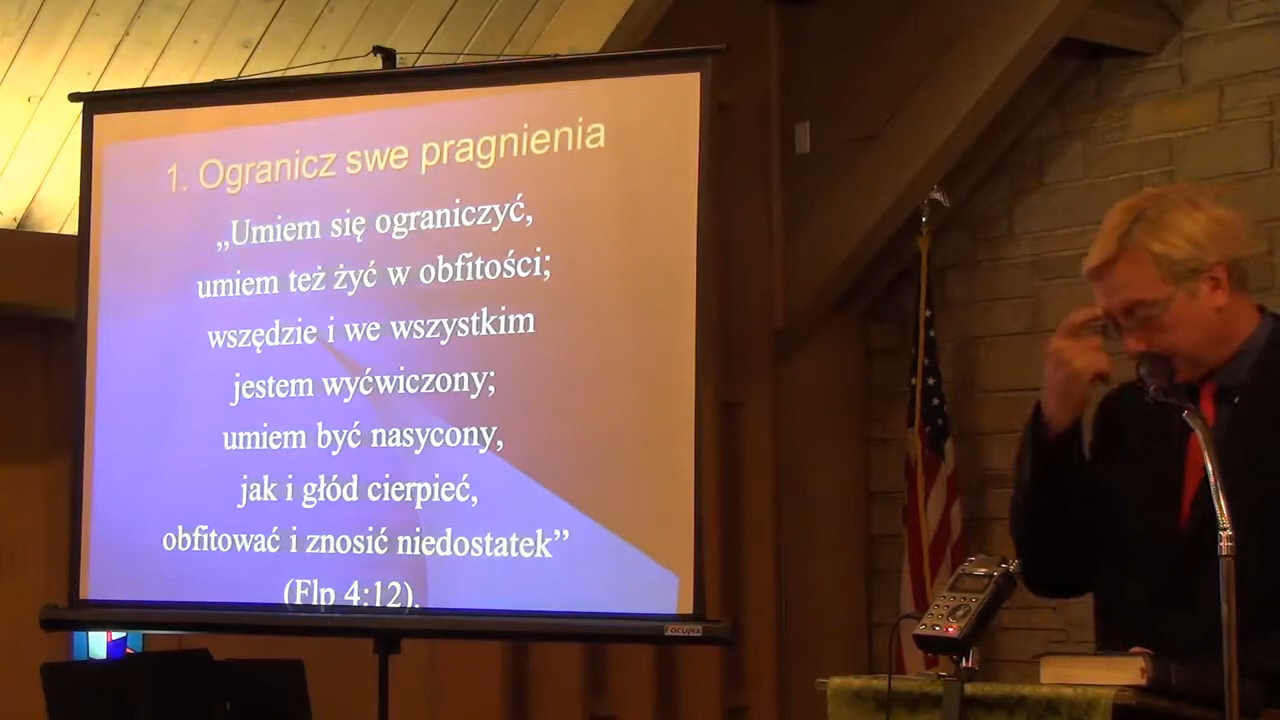 1. Ogranicz swe pragnienia
„Umiem się ograniczyć,
umiem też żyć w obfitości;
wszędzie i we wszystkim
jestem wyćwiczony;
umiem być nasycony,
jak i głód cierpieć,
obfitować i znosić niedostatek”
(Flp 4:12).